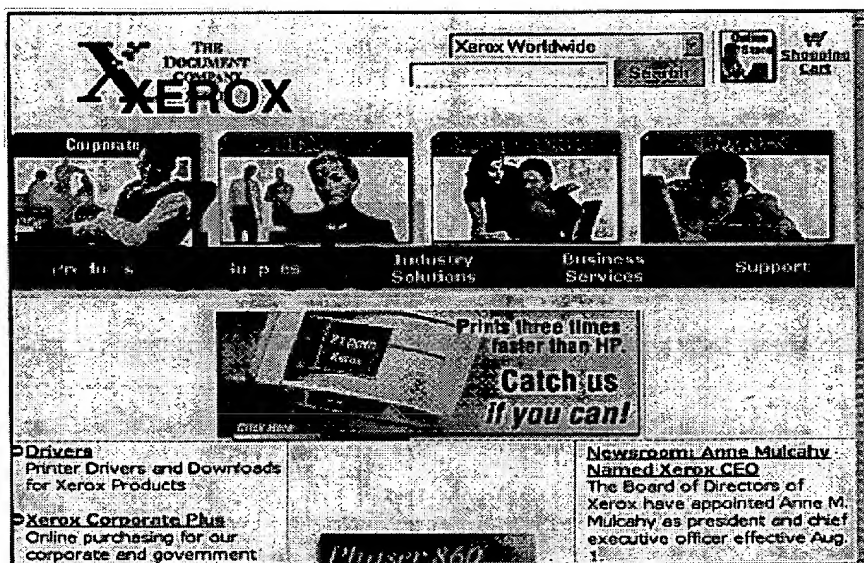 THE
DOCUMENT
COMPANY
XEROX
Xerox Worldwide
Search
Online
Store
Shopping
Cart
Corporate
Industry
Solutions
Business
Services
Support
Prints three times
faster than HP.
Catch us
if you can!
Click Here
Drivers
Printer Drivers and Downloads
for Xerox Products
Xerox Corporate Plus
Online purchasing for our
corporate and government
Phaser 860
Newsroom: Anne Mulcahy
Named Xerox CEO
The Board of Directors of
Xerox have appointed Anne M.
Mulcahy as president and chief
executive officer effective Aug.
1.